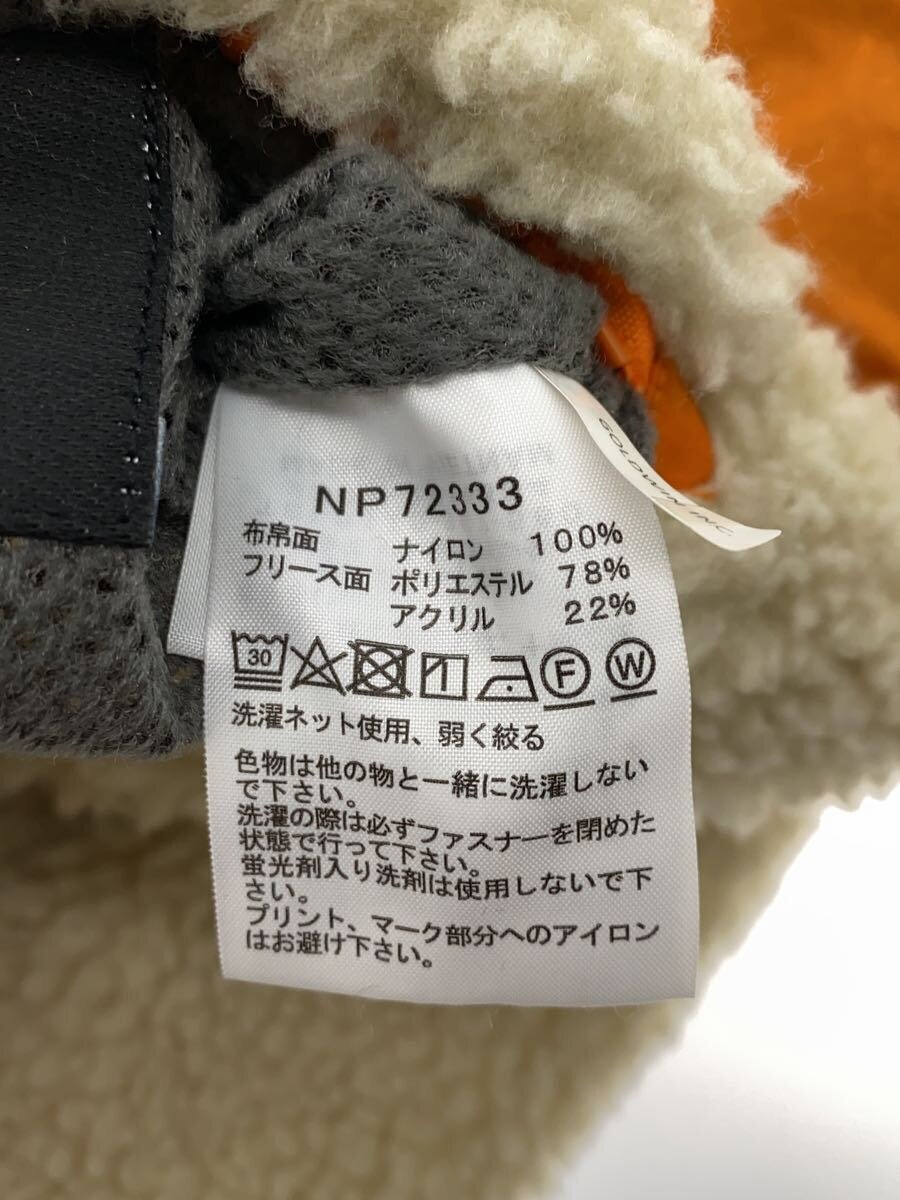 GOLDWIN INC.
NP72333
布帛面 ナイロン 100%
フリース面 ポリエステル 78%
アクリル 22%
30 F W
洗濯ネット使用、弱く絞る
色物は他の物と一緒に洗濯しない
で下さい。
洗濯の際は必ずファスナーを閉めた
状態で行って下さい。
蛍光剤入り洗剤は使用しないで下
さい。
プリント、マーク部分へのアイロン
はお避け下さい。